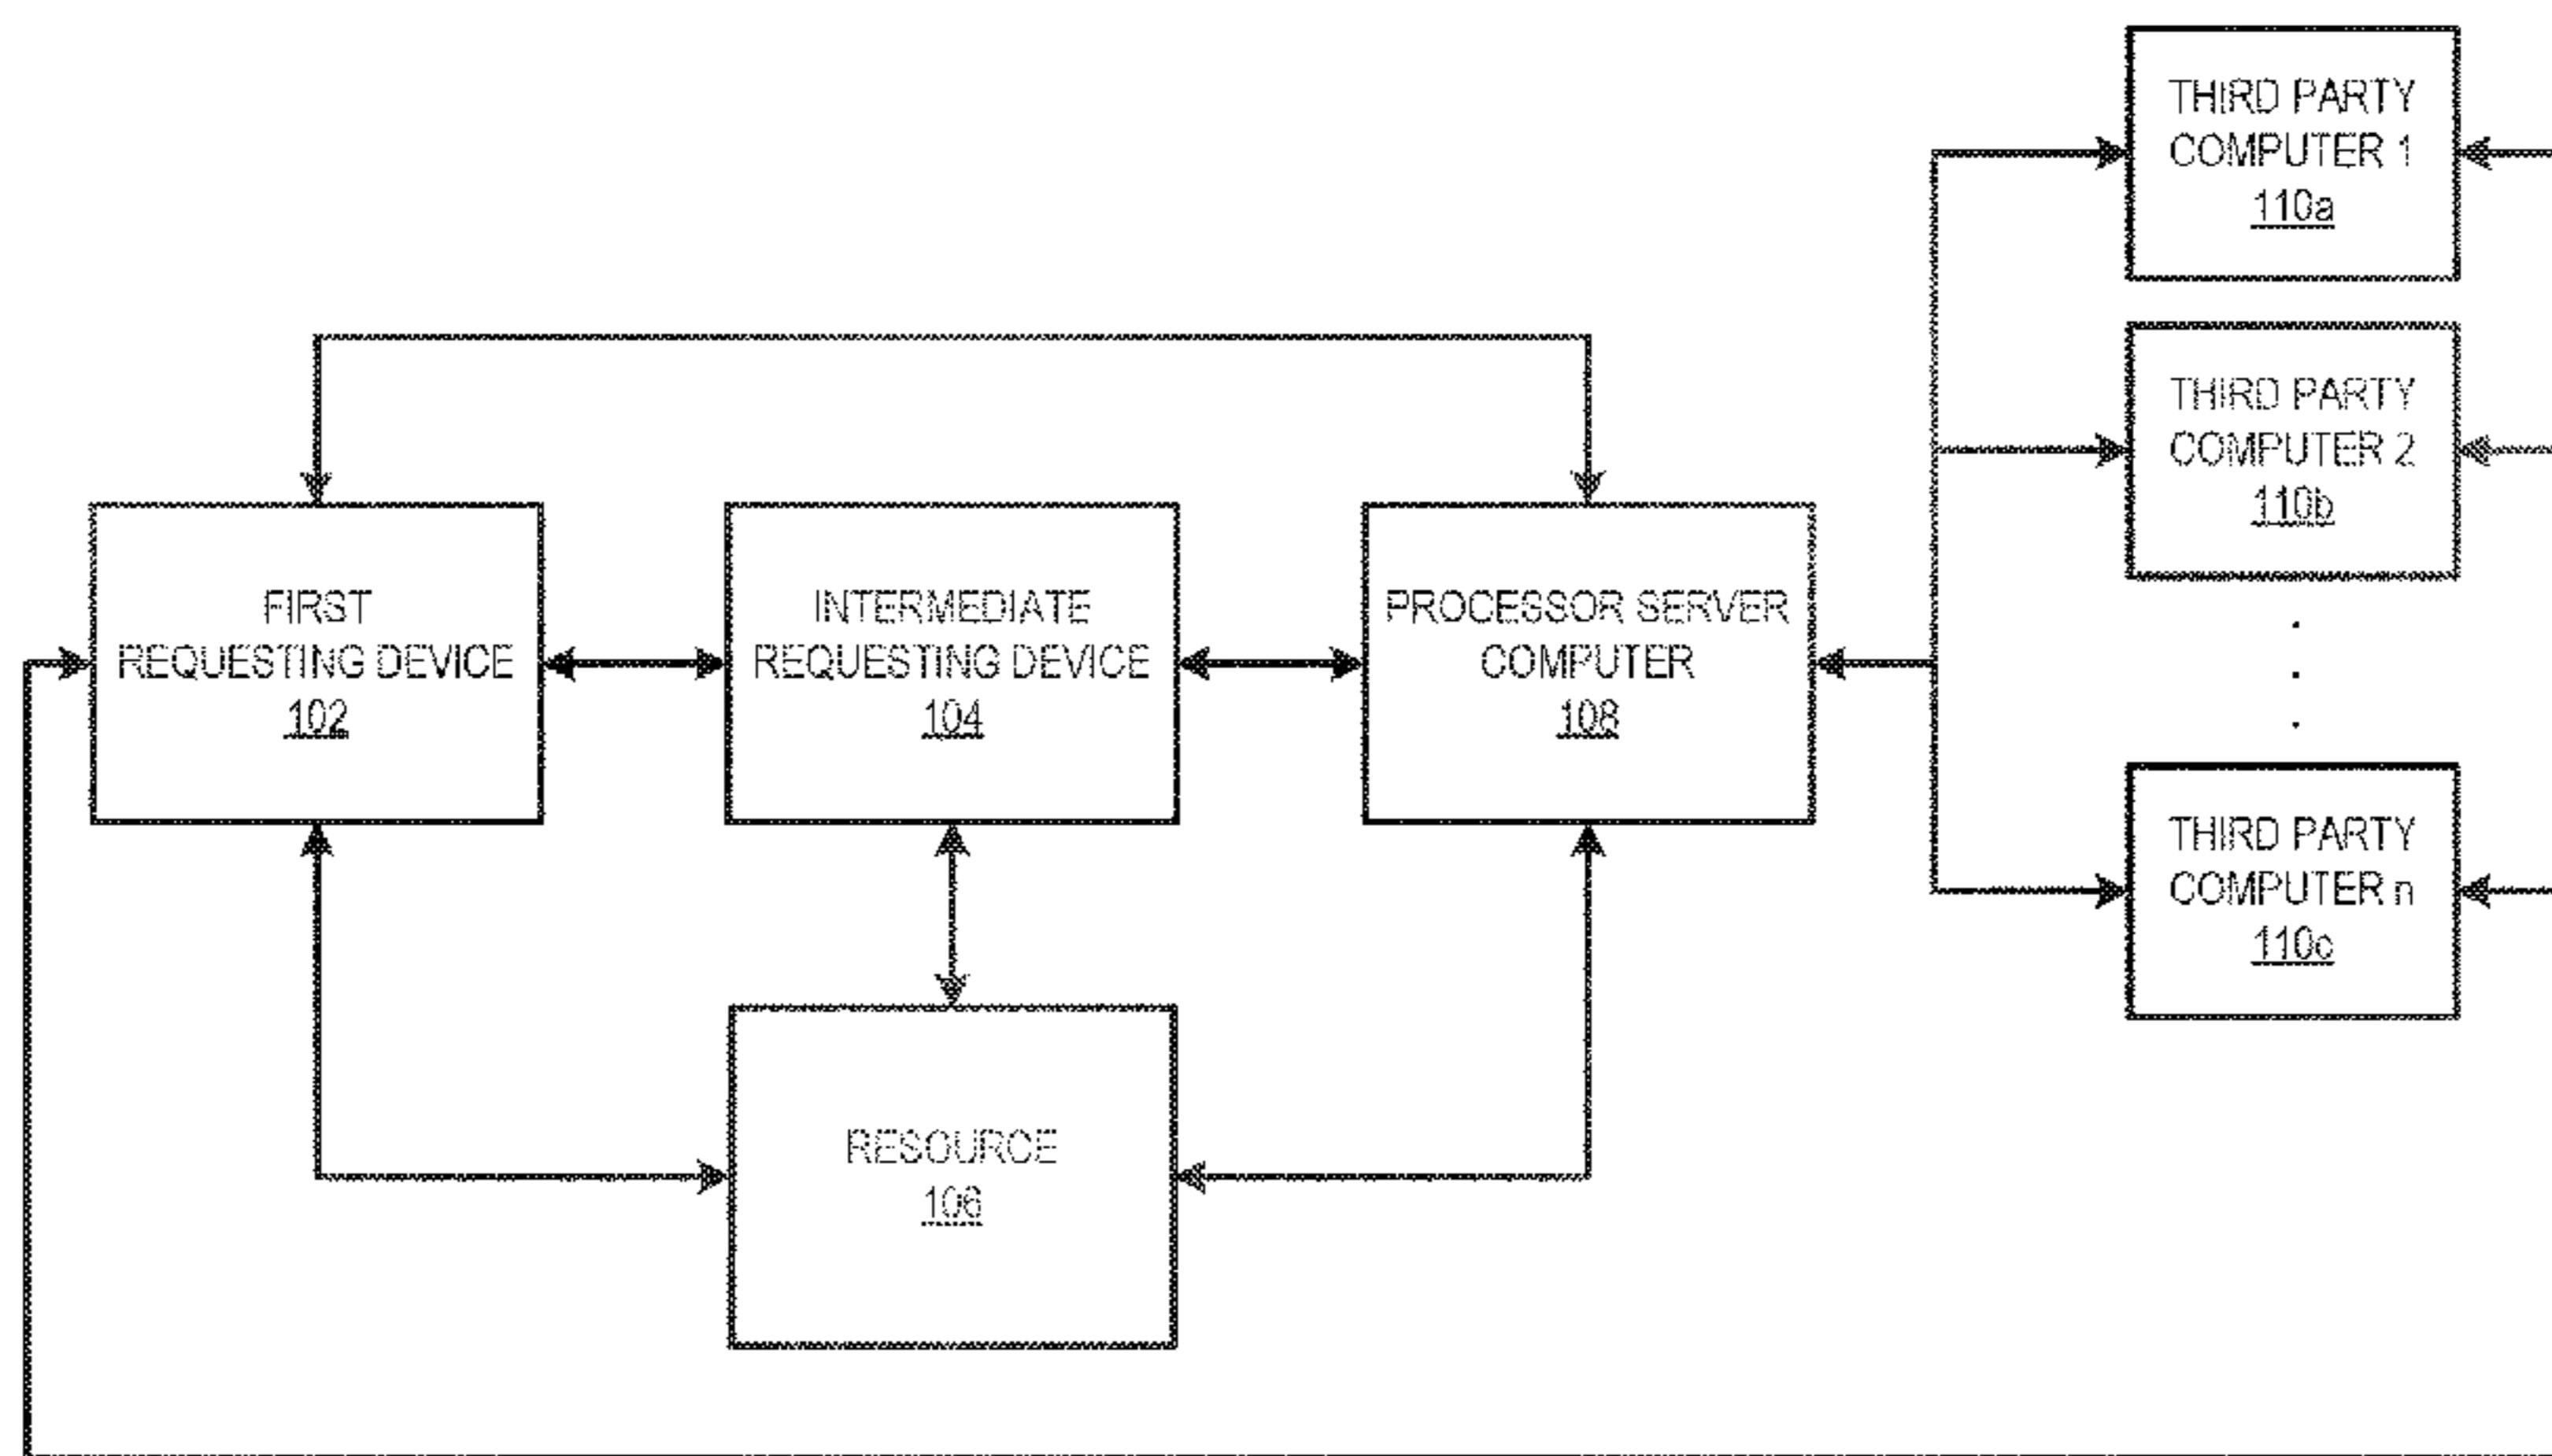 THIRD PARTY
COMPUTER 1
110a
THIRD PARTY
COMPUTER 2
110b
FIRST
REQUESTING DEVICE
102
INTERMEDIATE
REQUESTING DEVICE
104
PROCESSOR SERVER
COMPUTER
108
THIRD PARTY
COMPUTER n
110c
RESOURCE
106